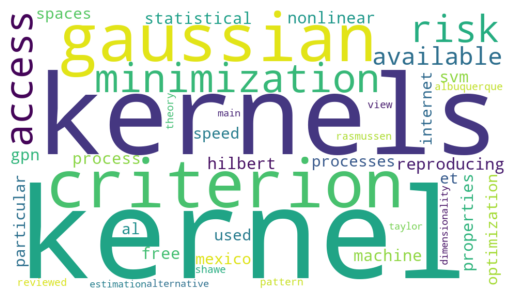 spaces statistical nonlinear risk
access gaussian available
minimization svm albuquerque
theory main view internet
kernels
gpn speed rasmussen
process hilbert processes reproducing
particular criterion et dimensionality properties optimization
kernel
al used taylor
free machine
mexico
reviewed shawe pattern
estimationalternative